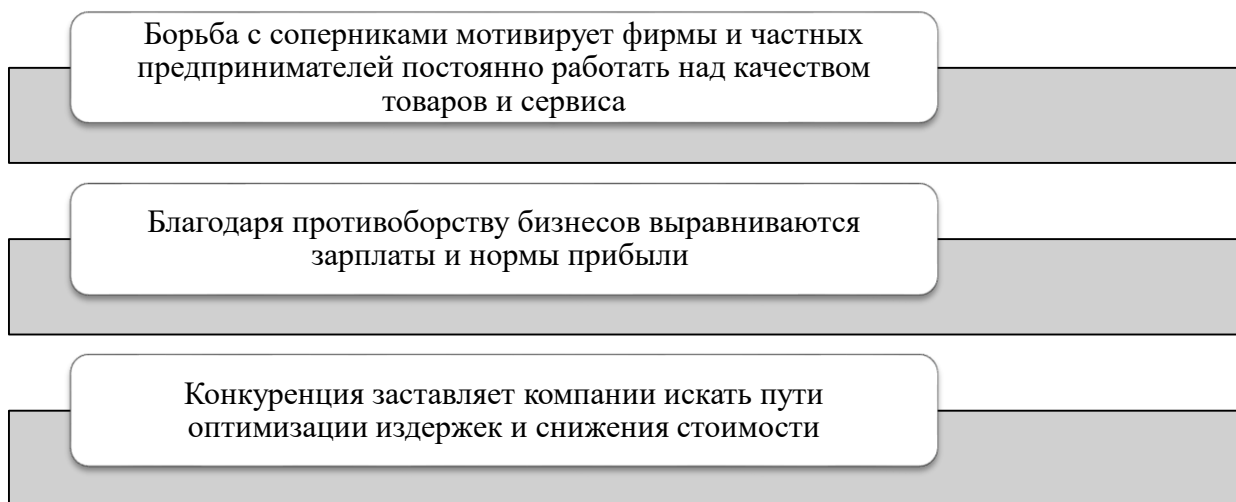 Борьба с соперниками мотивирует фирмы и частных
предпринимателей постоянно работать над качеством
товаров и сервиса
Благодаря противоборству бизнесов выравниваются
зарплаты и нормы прибыли
Конкуренция заставляет компании искать пути
оптимизации издержек и снижения стоимости